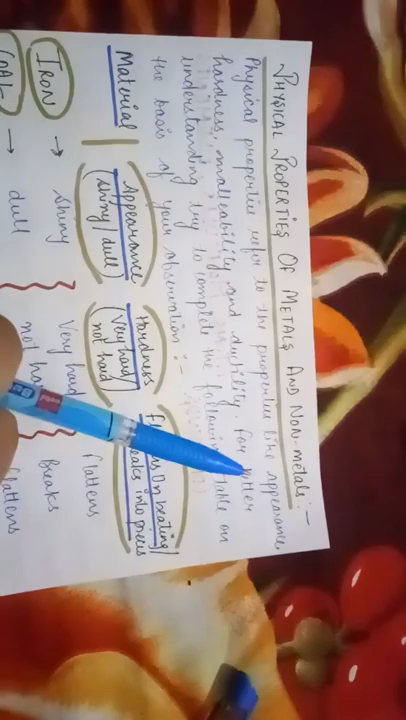 PHYSICAL PROPERTIES OF METALS AND NON-METALS:-
Physical properties refer to the properties like appearance,
hardness, malleability, and ductility. For better
understanding try to complete the following table on
the basis of your observation :-
Material Appearance (Shiny/dull) Hardness (Very hard/not hard) On beating/ breaks into pieces
IRON → Shiny Very hard flattens
COAL → dull not Breaks
flattens